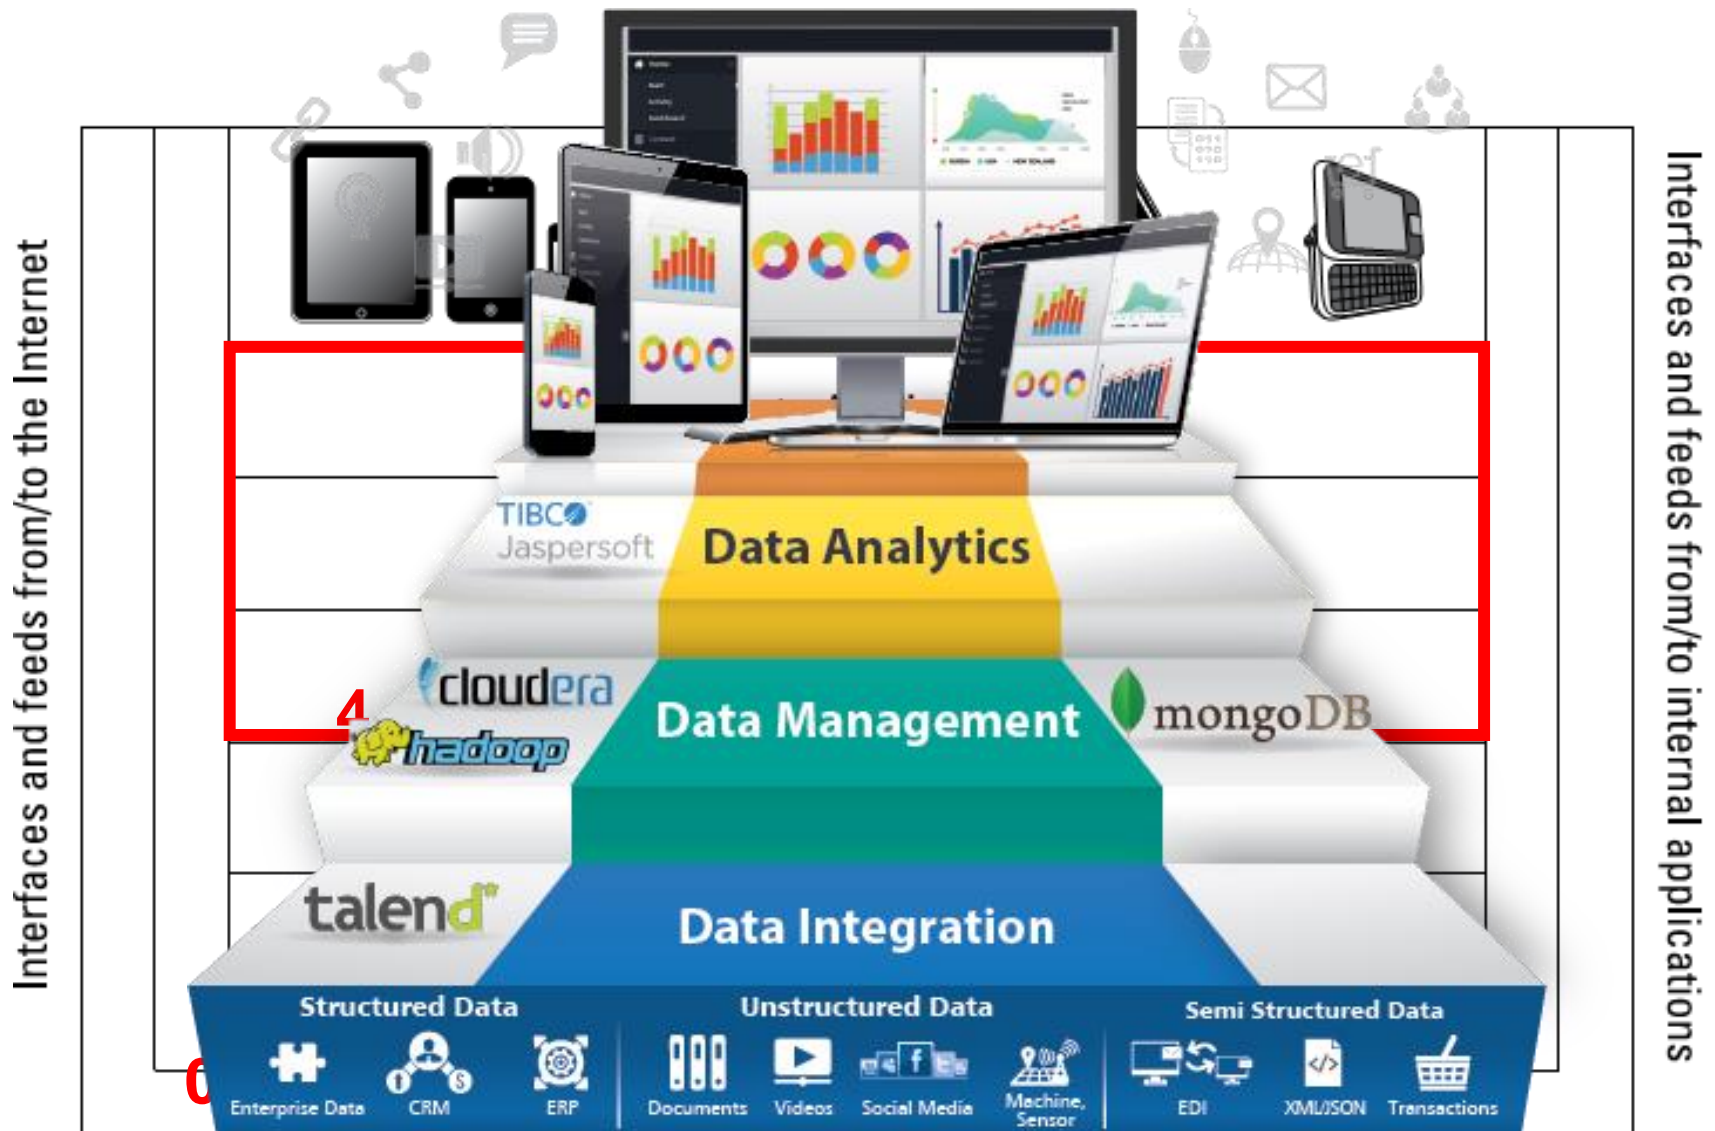 Interfaces and feeds from/to the Internet
Interfaces and feeds from/to internal applications
TIBCO
Jaspersoft
Data Analytics
cloudera
4
hadoop
Data Management
mongoDB
talend
Data Integration
Structured Data
Unstructured Data
Semi Structured Data
Enterprise Data
CRM
ERP
Documents
Videos
Social Media
Machine,
Sensor
EDI
XML/JSON
Transactions